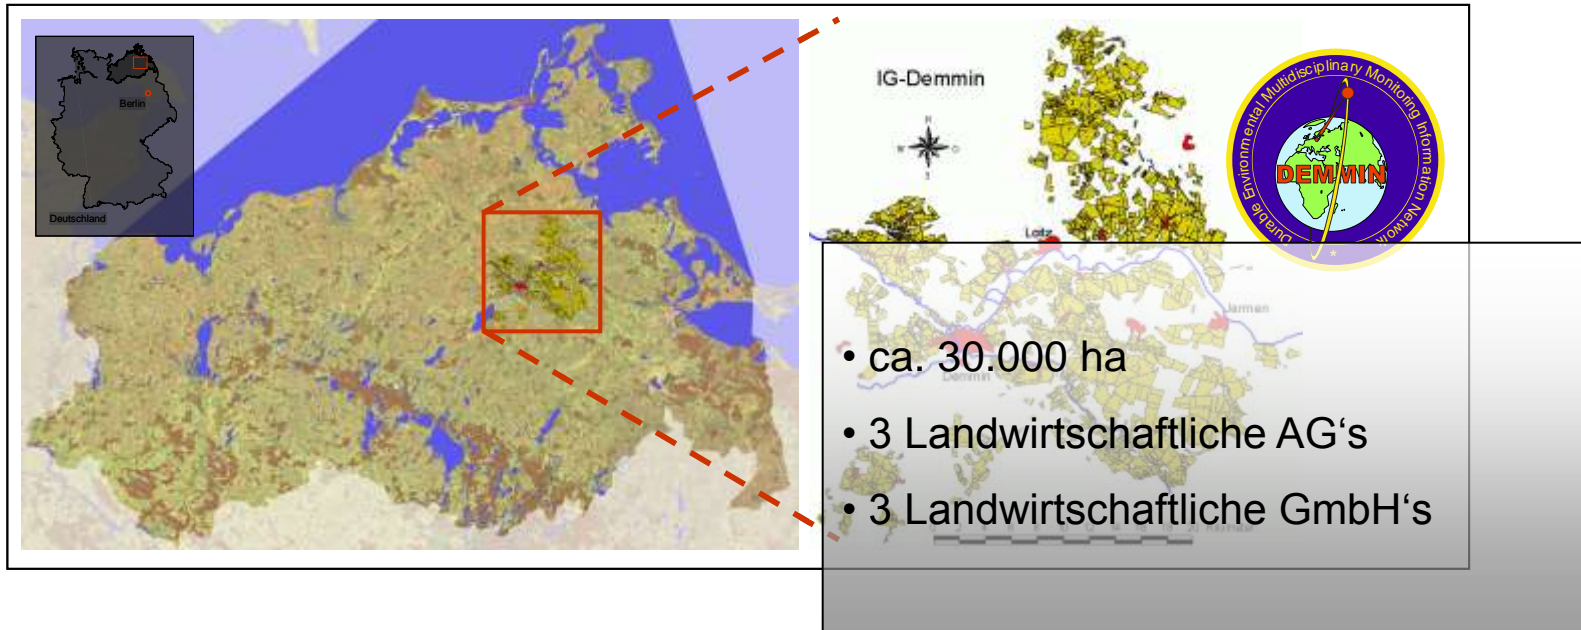 Berlin
Deutschland
IG-Demmin
Durable Environmental Multidisciplinary Monitoring Information Network
DEMMIN
Loitz
Jarmen
Demmin
• ca. 30.000 ha
• 3 Landwirtschaftliche AG‘s
• 3 Landwirtschaftliche GmbH‘s